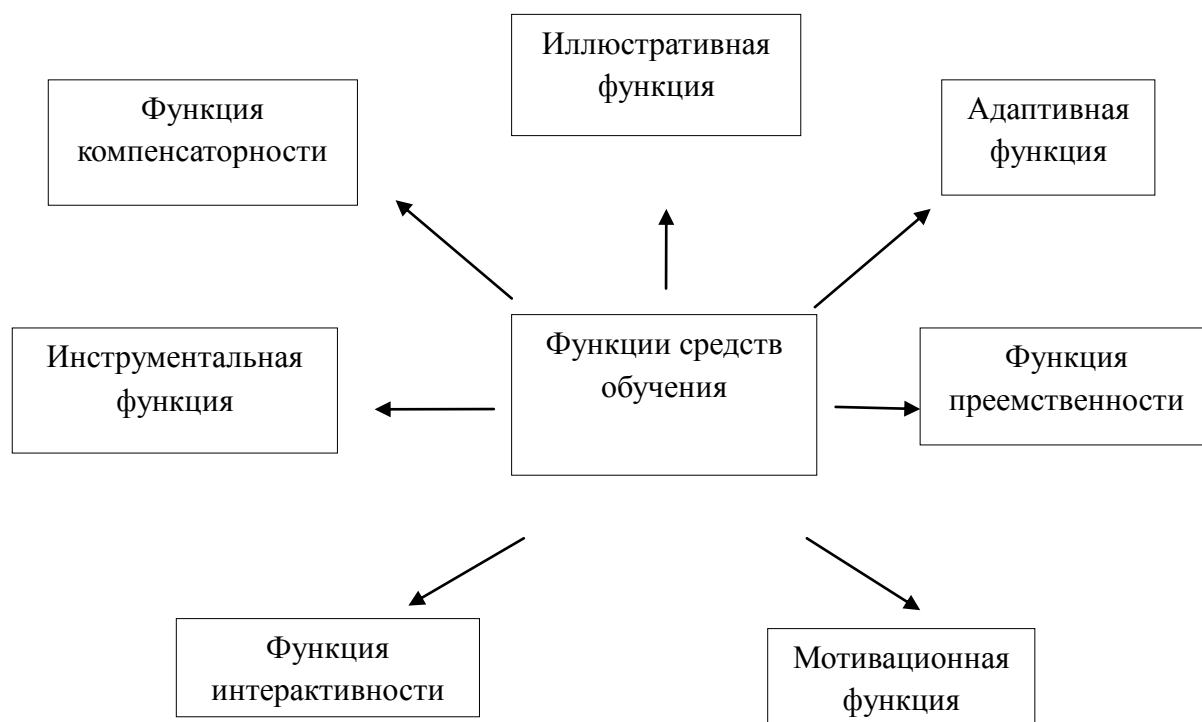 Иллюстративная
функция
Функция
компенсаторности
Адаптивная
функция
Инструментальная
функция
Функции средств
обучения
Функция
преемственности
Функция
интерактивности
Мотивационная
функция